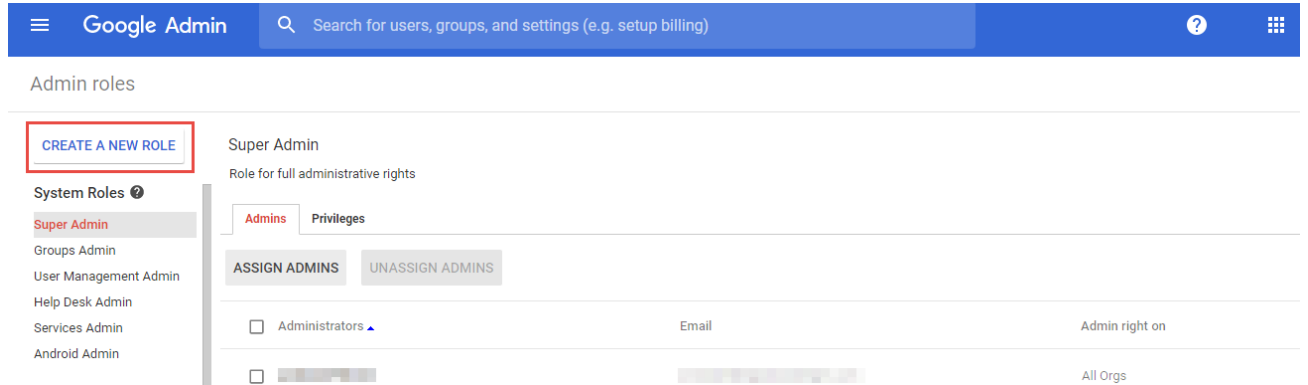 Google Admin
Search for users, groups, and settings (e.g. setup billing)
Admin roles
CREATE A NEW ROLE
System Roles
Super Admin
Groups Admin
User Management Admin
Help Desk Admin
Services Admin
Android Admin
Super Admin
Role for full administrative rights
Admins Privileges
ASSIGN ADMINS UNASSIGN ADMINS
Administrators Email Admin right on
All Orgs